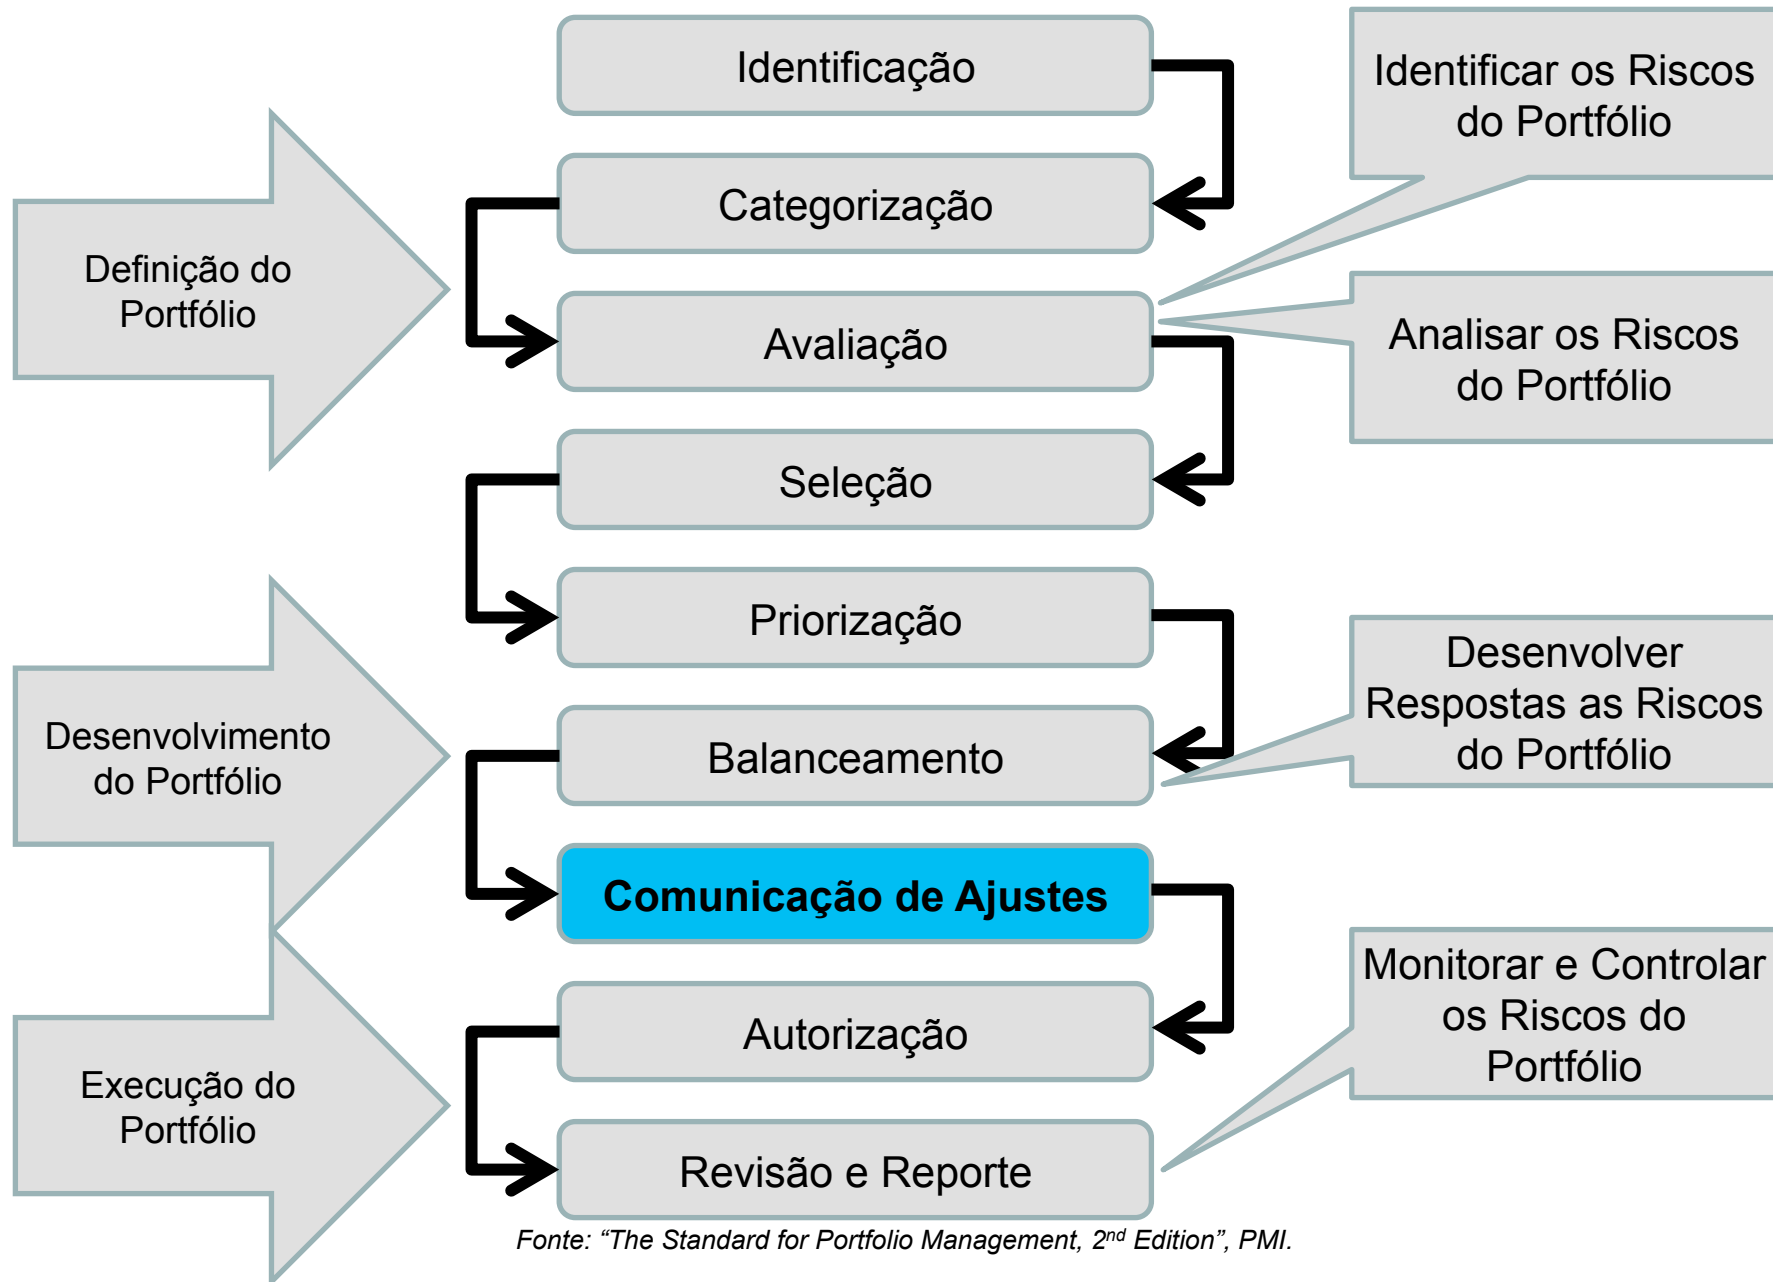 Identificação
Categorização
Avaliação
Seleção
Priorização
Balanceamento
Comunicação de Ajustes
Autorização
Revisão e Reporte
Definição do
Portfólio
Desenvolvimento
do Portfólio
Execução do
Portfólio
Identificar os Riscos
do Portfólio
Analisar os Riscos
do Portfólio
Desenvolver
Respostas as Riscos
do Portfólio
Monitorar e Controlar
os Riscos do
Portfólio
Fonte: “The Standard for Portfolio Management, 2nd Edition”, PMI.